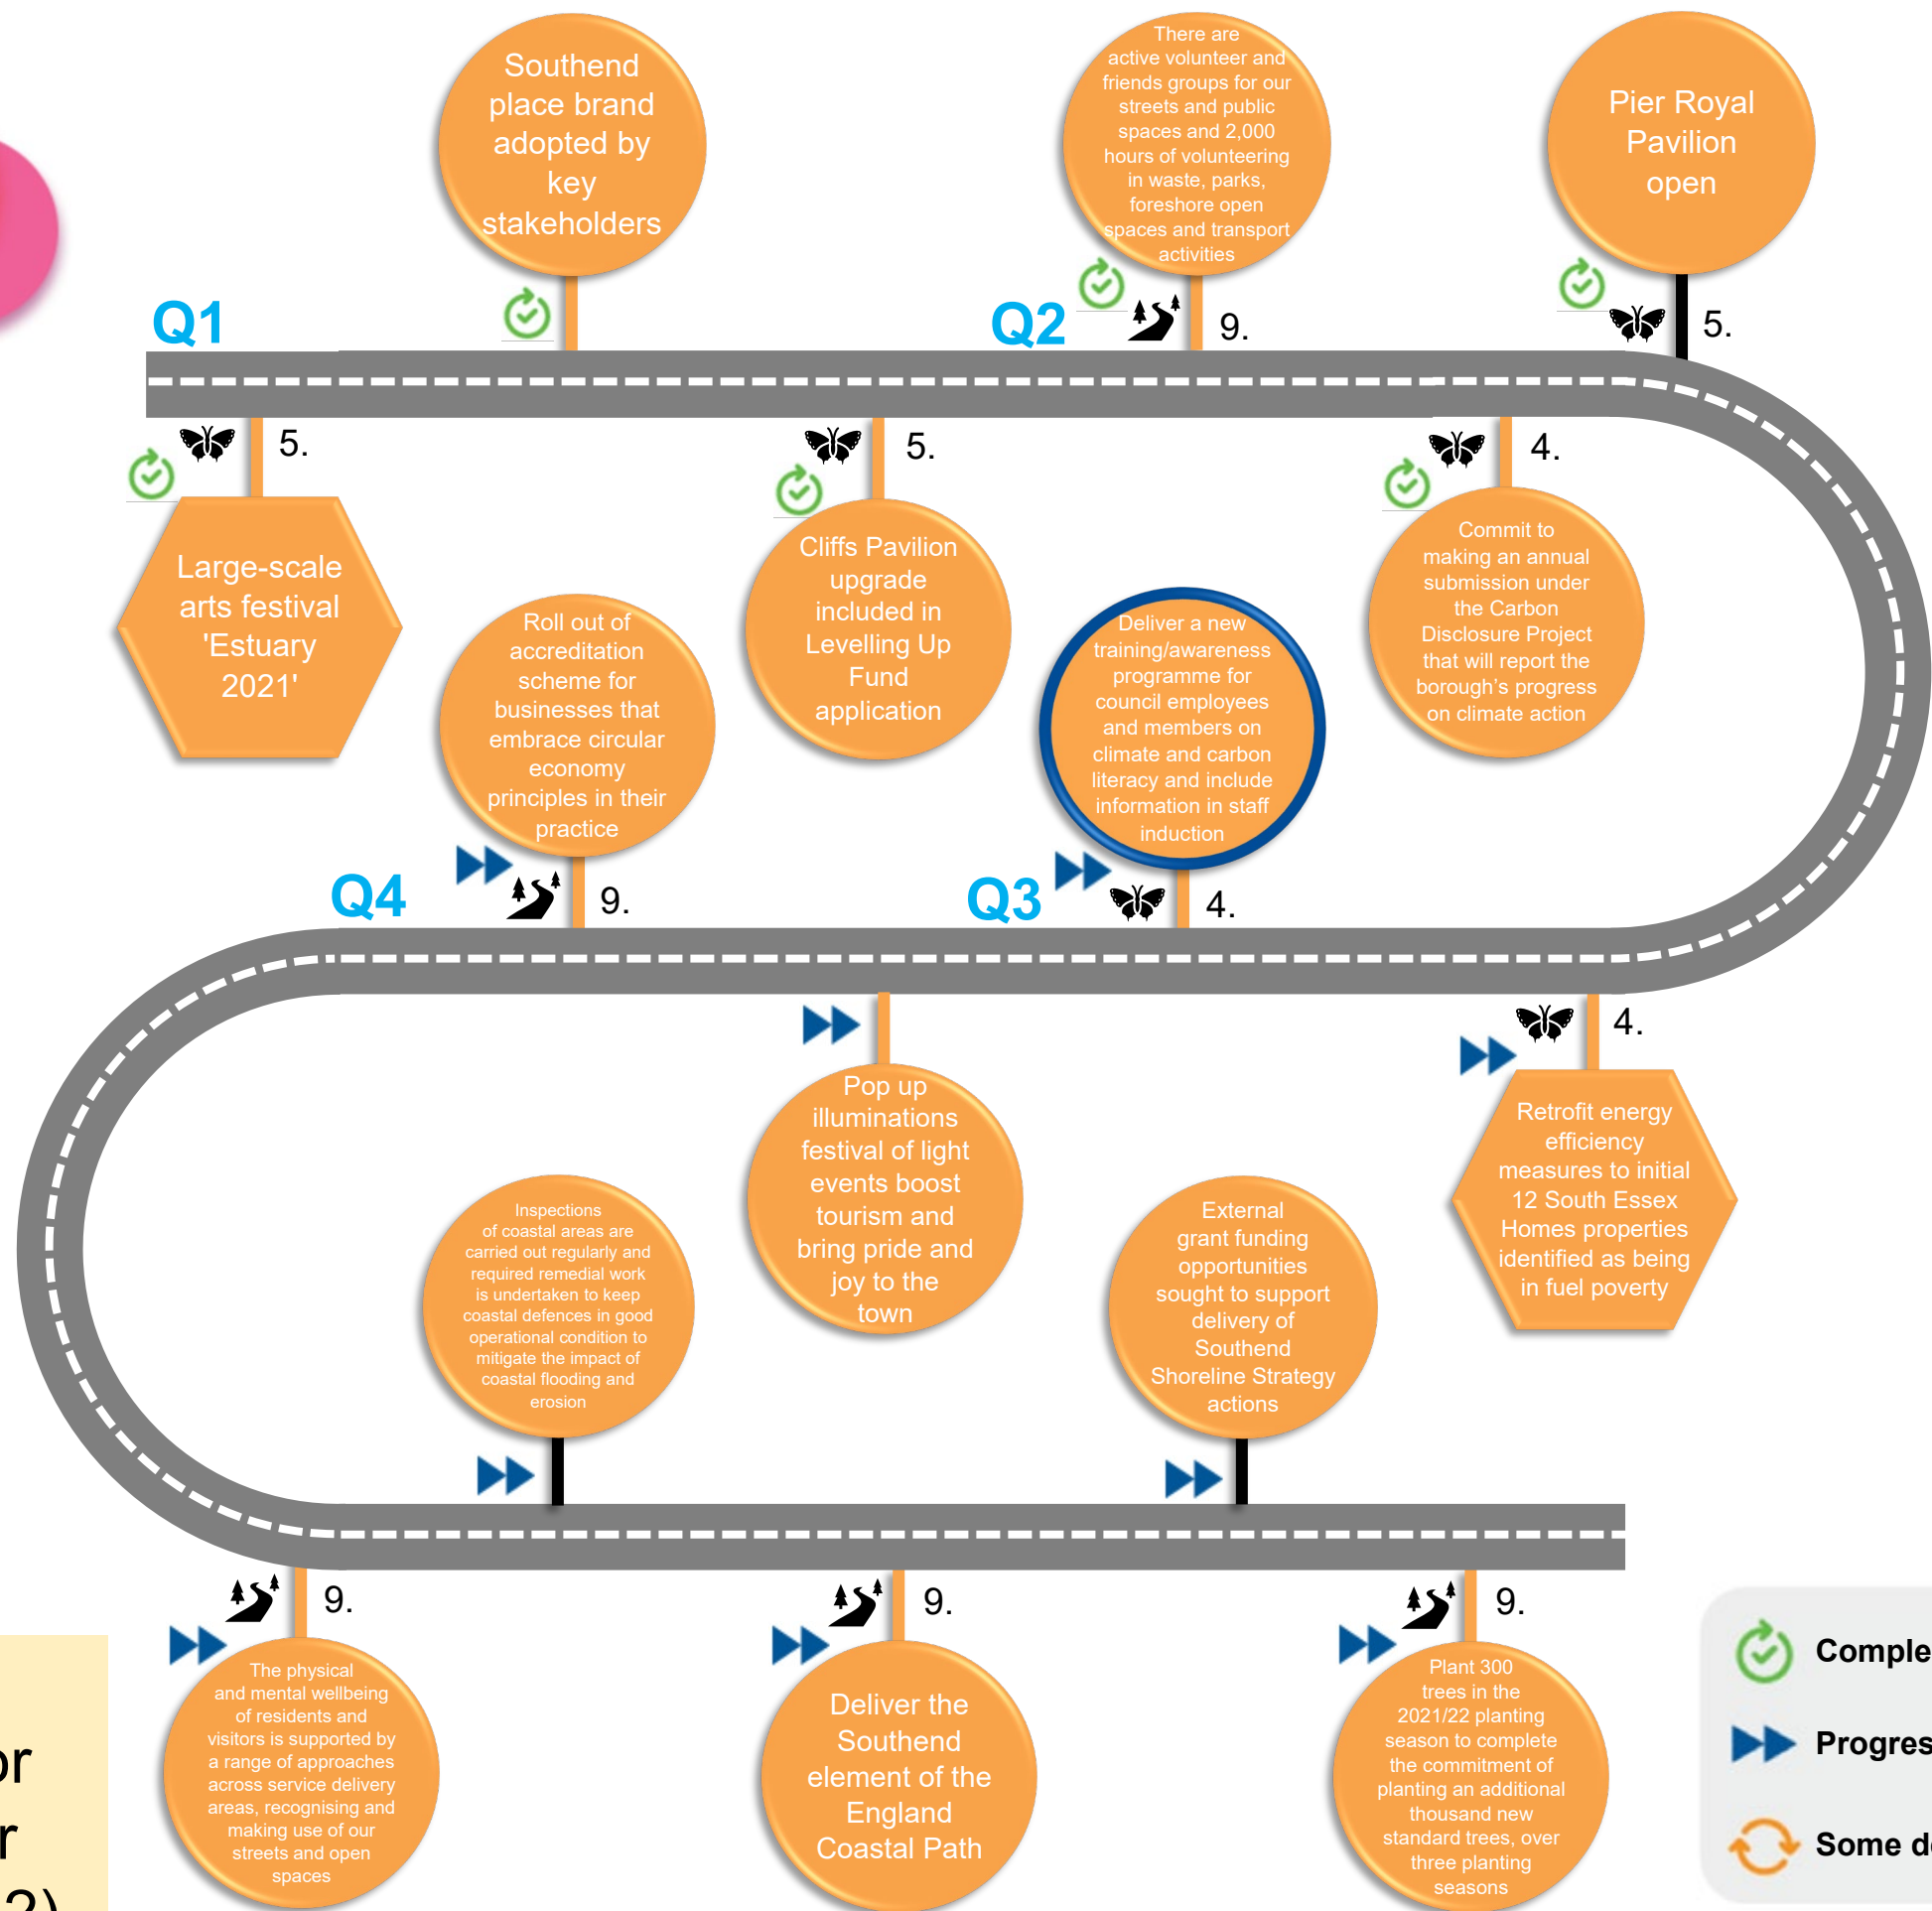 Southend
place brand
adopted by
key
stakeholders
There are
active volunteer and
friends groups for our
streets and public
spaces and 2,000
hours of volunteering
in waste, parks,
foreshore open
spaces and transport
activities
Pier Royal
Pavilion
open
Q1
Q2
9.
5.
5.
5.
4.
Large-scale
arts festival
'Estuary
2021'
Cliffs Pavilion
upgrade
included in
Levelling Up
Fund
application
Commit to
making an annual
submission under
the Carbon
Disclosure Project
that will report the
borough's progress
on climate action
Roll out of
accreditation
scheme for
businesses that
embrace circular
economy
principles in their
practice
Deliver a new
training/awareness
programme for
council employees
and members on
climate and carbon
literacy and include
information in staff
induction
Q4
9.
Q3
4.
4.
Pop up
illuminations
festival of light
events boost
tourism and
bring pride and
joy to the
town
Retrofit energy
efficiency
measures to initial
12 South Essex
Homes properties
identified as being
in fuel poverty
Inspections
of coastal areas are
carried out regularly and
required remedial work
is undertaken to keep
coastal defences in good
operational condition to
mitigate the impact of
coastal flooding and
erosion
External
grant funding
opportunities
sought to support
delivery of
Southend
Shoreline Strategy
actions
9.
9.
9.
The physical
and mental wellbeing
of residents and
visitors is supported by
a range of approaches
across service delivery
areas, recognising and
making use of our
streets and open
spaces
Deliver the
Southend
element of the
England
Coastal Path
Plant 300
trees in the
2021/22 planting
season to complete
the commitment of
planting an additional
thousand new
standard trees, over
three planting
seasons
or
r
2)
Comple
Progres
Some d